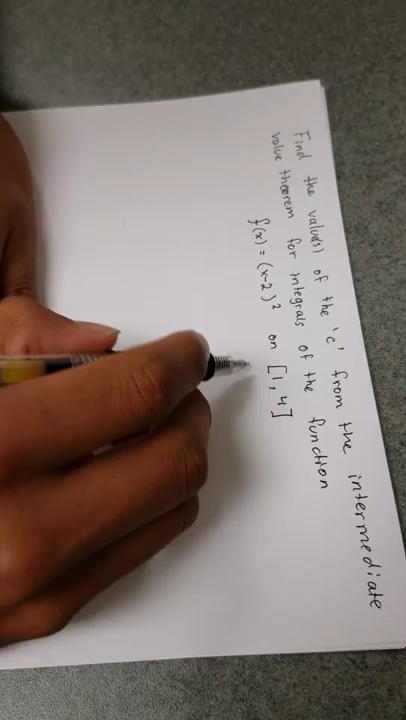 Find the value(s) of the 'c' from the intermediate
value theorem for integrals of the function
f(x) = (x-2)² on [1, 4]